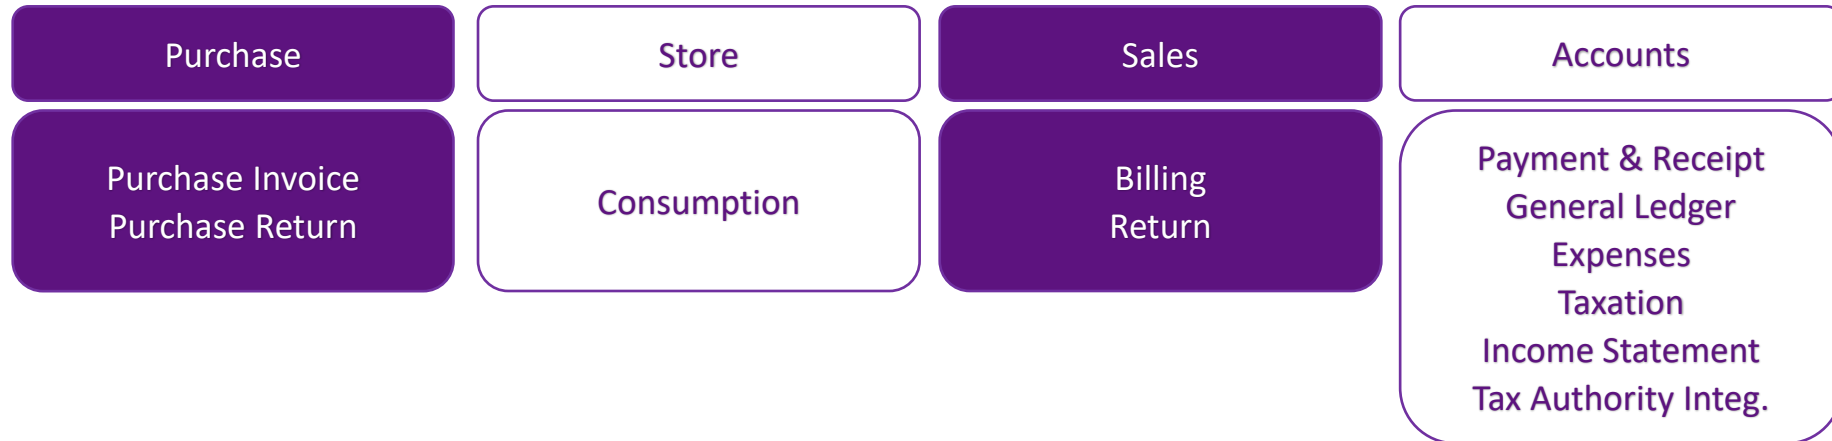 Purchase
Store
Sales
Accounts
Purchase Invoice
Purchase Return
Consumption
Billing
Return
Payment & Receipt
General Ledger
Expenses
Taxation
Income Statement
Tax Authority Integ.